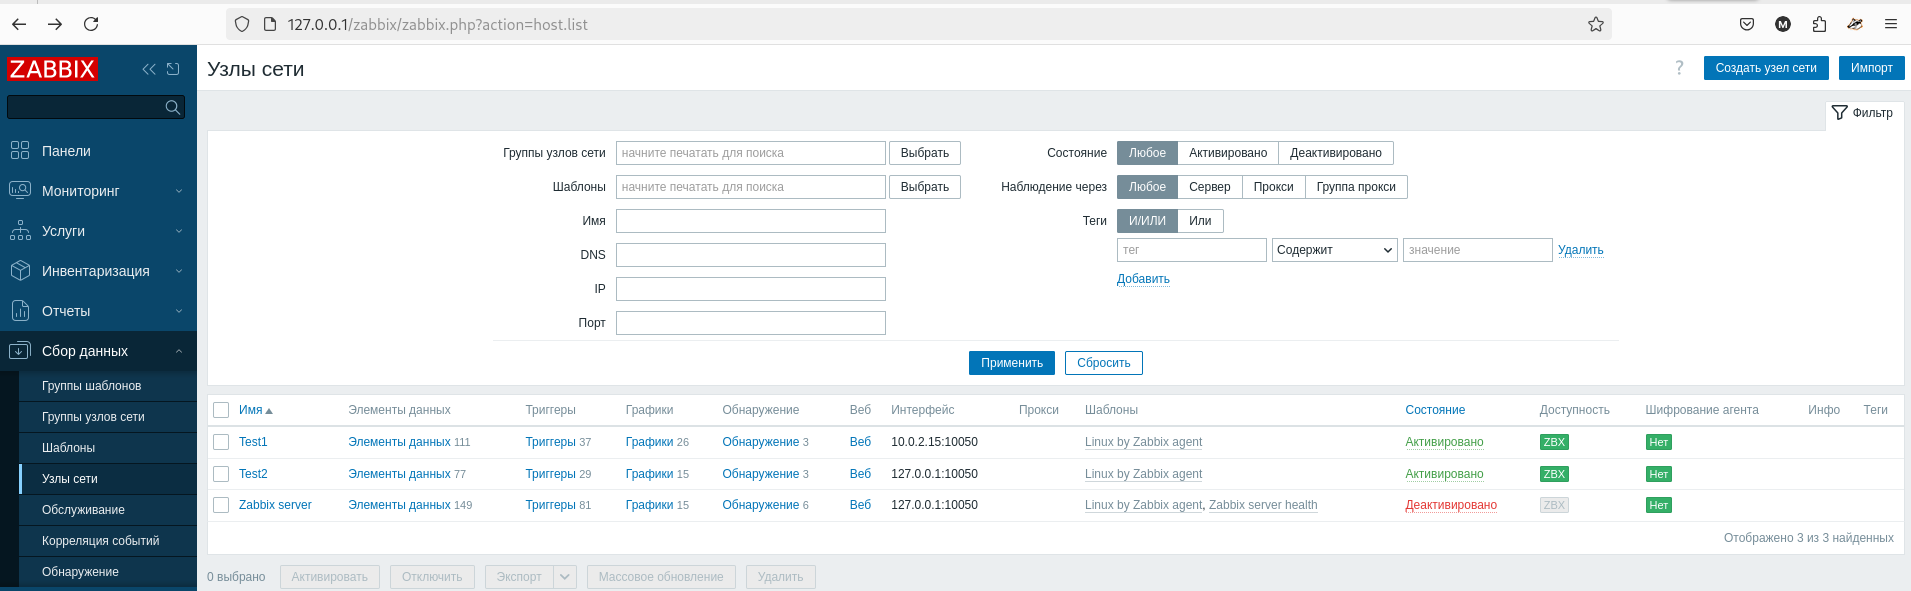 127.0.0.1/zabbix/zabbix.php?action=host.list
ZABBIX
Узлы сети
? Создать узел сети Импорт
Фильтр
Панели
Мониторинг
Услуги
Инвентаризация
Отчеты
Сбор данных
Группы шаблонов
Группы узлов сети
Шаблоны
Узлы сети
Обслуживание
Корреляция событий
Обнаружение
Группы узлов сети начните печатать для поиска Выбрать
Шаблоны начните печатать для поиска Выбрать
Имя
DNS
IP
Порт
Состояние Любое Активировано Деактивировано
Наблюдение через Любое Сервер Прокси Группа прокси
Теги И/ИЛИ Или
тег Содержит значение Удалить
Добавить
Применить Сбросить
Имя Элементы данных Триггеры Графики Обнаружение Веб Интерфейс Прокси Шаблоны Состояние Доступность Шифрование агента Инфо Теги
Test1 Элементы данных 111 Триггеры 37 Графики 26 Обнаружение 3 Веб 10.0.2.15:10050 Linux by Zabbix agent Активировано ZBX Нет
Test2 Элементы данных 77 Триггеры 29 Графики 15 Обнаружение 3 Веб 127.0.0.1:10050 Linux by Zabbix agent Активировано ZBX Нет
Zabbix server Элементы данных 149 Триггеры 81 Графики 15 Обнаружение 6 Веб 127.0.0.1:10050 Linux by Zabbix agent, Zabbix server health Деактивировано ZBX Нет
Отображено 3 из 3 найденных
0 выбрано Активировать Отключить Экспорт Массовое обновление Удалить